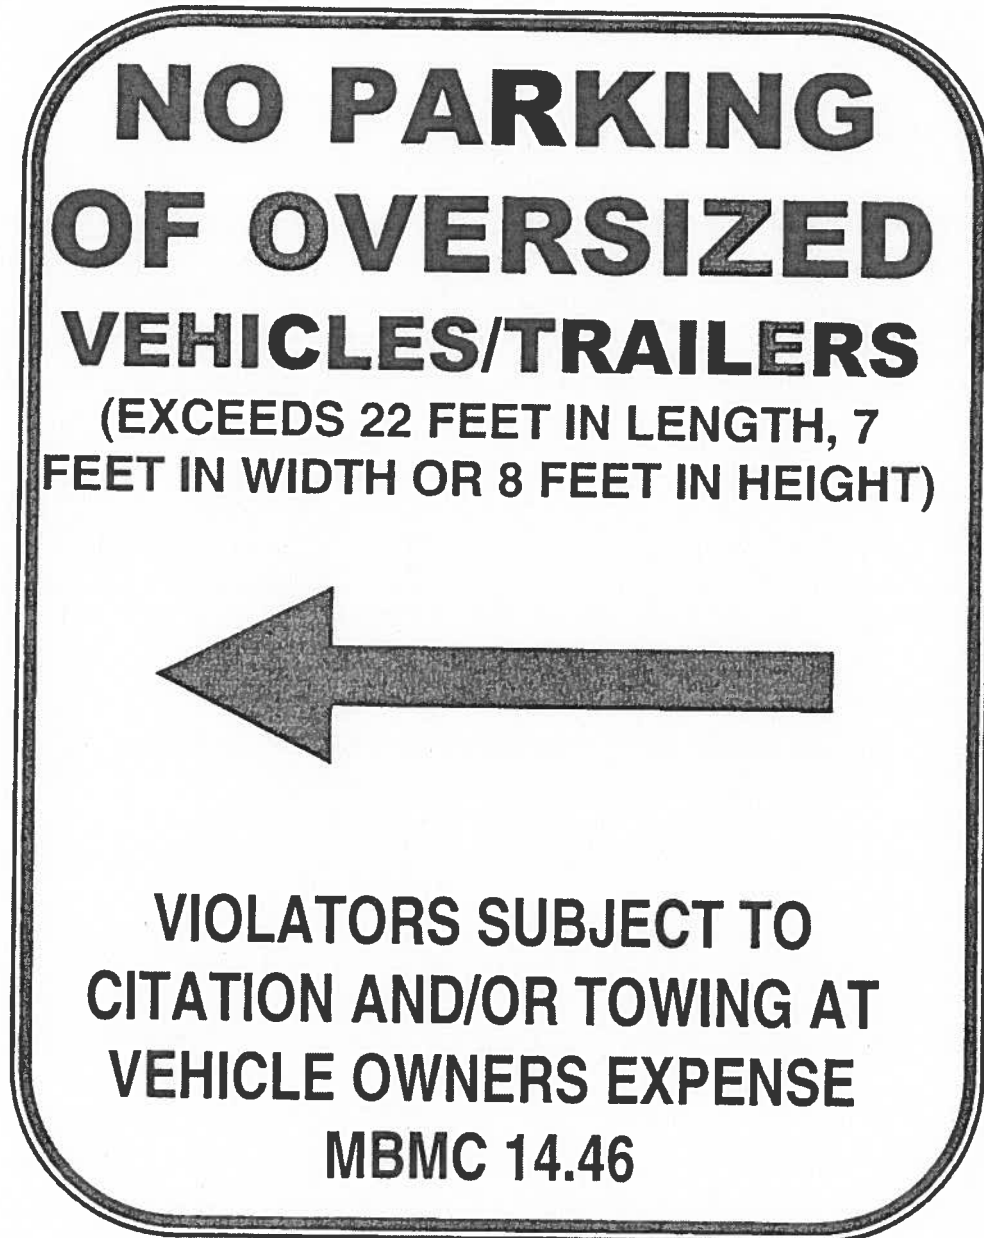 NO PARKING
OF OVERSIZED
VEHICLES/TRAILERS
(EXCEEDS 22 FEET IN LENGTH, 7
FEET IN WIDTH OR 8 FEET IN HEIGHT)
VIOLATORS SUBJECT TO
CITATION AND/OR TOWING AT
VEHICLE OWNERS EXPENSE
MBMC 14.46